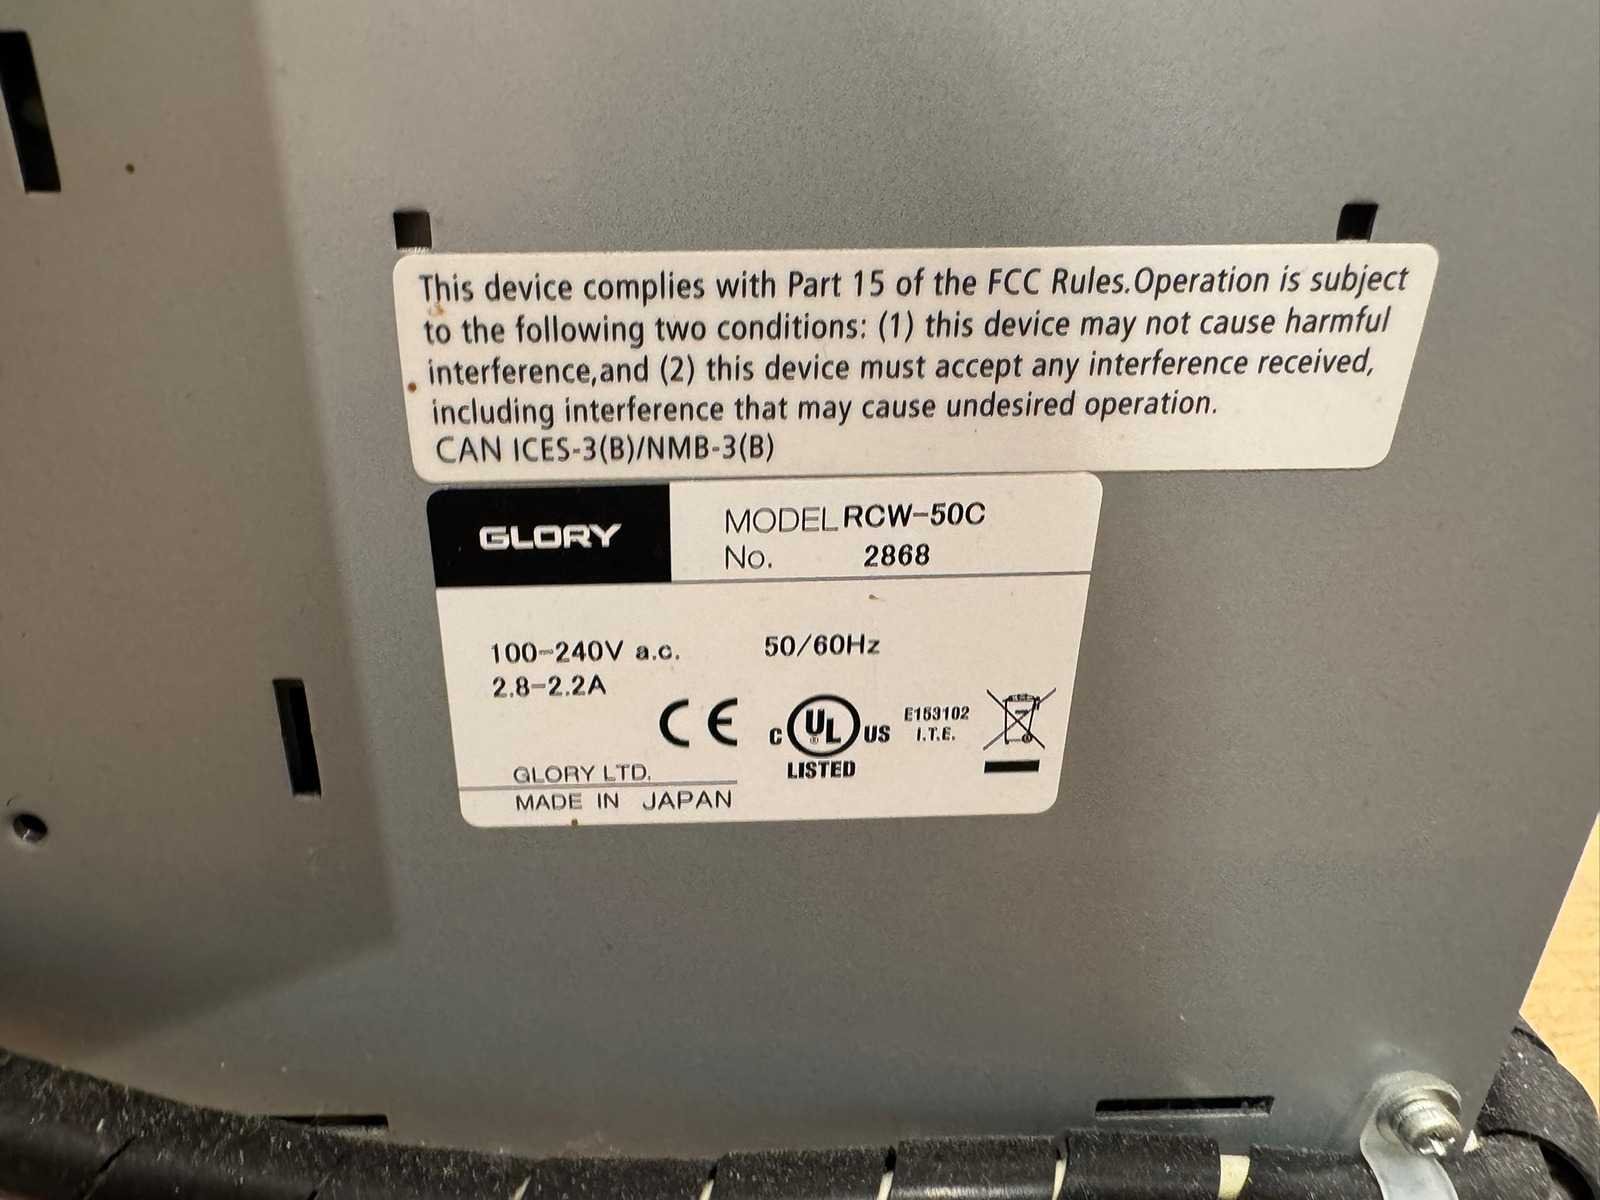 This device complies with Part 15 of the FCC Rules.Operation is subject
to the following two conditions: (1) this device may not cause harmful
interference,and (2) this device must accept any interference received,
including interference that may cause undesired operation.
CAN ICES-3(B)/NMB-3(B)
GLORY
MODEL RCW-50C
No. 2868
100-240V a.c. 50/60Hz
2.8-2.2A
CE
c UL® US
LISTED
E153102
I.T.E.
GLORY LTD.
MADE IN JAPAN